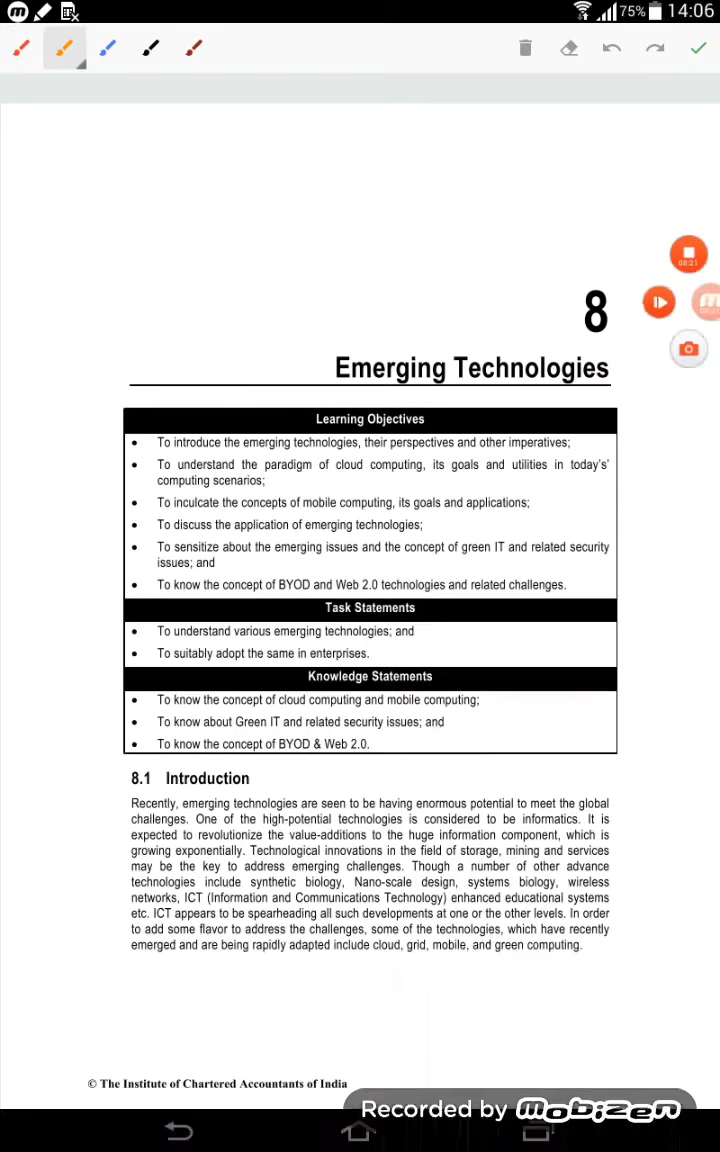 75% 14:06
08:21
8
Emerging Technologies
Learning Objectives
• To introduce the emerging technologies, their perspectives and other imperatives;
• To understand the paradigm of cloud computing, its goals and utilities in today's'
computing scenarios;
• To inculcate the concepts of mobile computing, its goals and applications;
• To discuss the application of emerging technologies;
• To sensitize about the emerging issues and the concept of green IT and related security
issues; and
• To know the concept of BYOD and Web 2.0 technologies and related challenges.
Task Statements
• To understand various emerging technologies; and
• To suitably adopt the same in enterprises.
Knowledge Statements
• To know the concept of cloud computing and mobile computing;
• To know about Green IT and related security issues; and
• To know the concept of BYOD & Web 2.0.
8.1 Introduction
Recently, emerging technologies are seen to be having enormous potential to meet the global
challenges. One of the high-potential technologies is considered to be informatics. It is
expected to revolutionize the value-additions to the huge information component, which is
growing exponentially. Technological innovations in the field of storage, mining and services
may be the key to address emerging challenges. Though a number of other advance
technologies include synthetic biology, Nano-scale design, systems biology, wireless
networks, ICT (Information and Communications Technology) enhanced educational systems
etc. ICT appears to be spearheading all such developments at one or the other levels. In order
to add some flavor to address the challenges, some of the technologies, which have recently
emerged and are being rapidly adapted include cloud, grid, mobile, and green computing.
© The Institute of Chartered Accountants of India
Recorded by mobizen